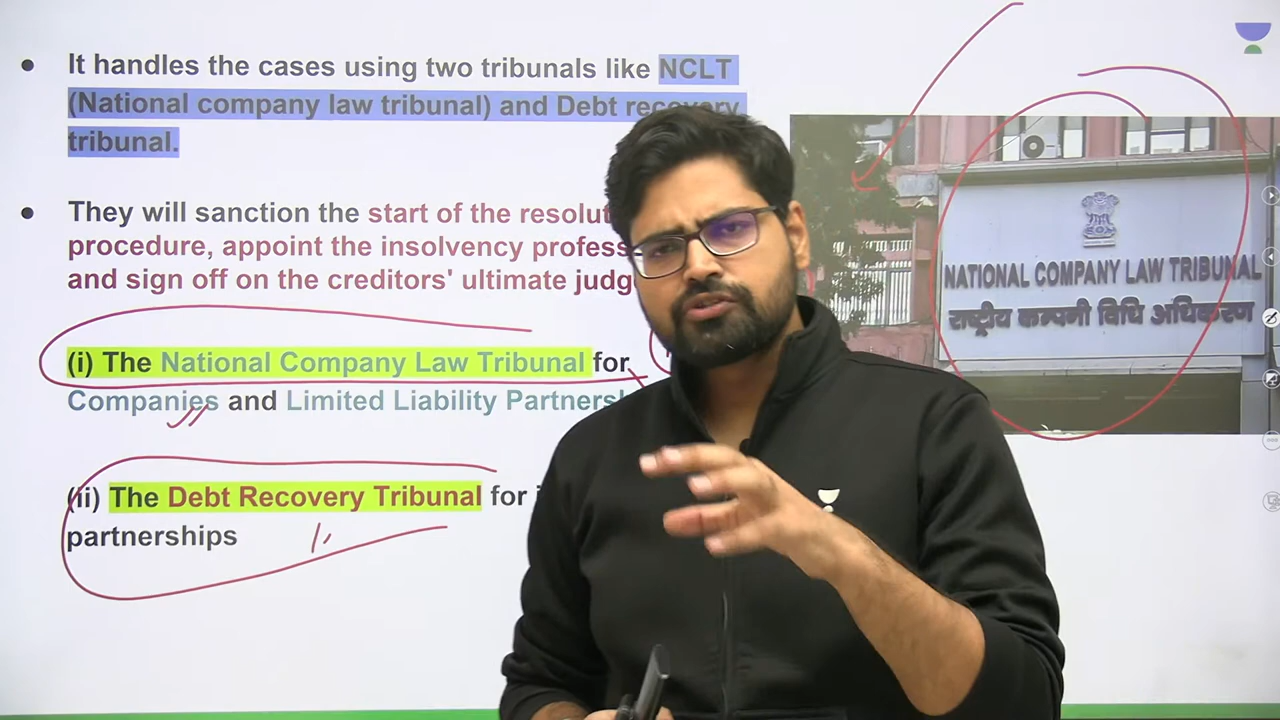 It handles the cases using two tribunals like NCLT
(National company law tribunal) and Debt recovery
tribunal.
They will sanction the start of the
procedure, appoint the insolvency
and sign off on the creditors' ultimate
(i) The National Company Law Tribunal for
Companies and Limited Liability
(ii) The Debt Recovery Tribunal for
partnerships
NATIONAL COMPANY LAW TRIBUNAL
राष्ट्रीय कम्पनी विधि अधिकरण